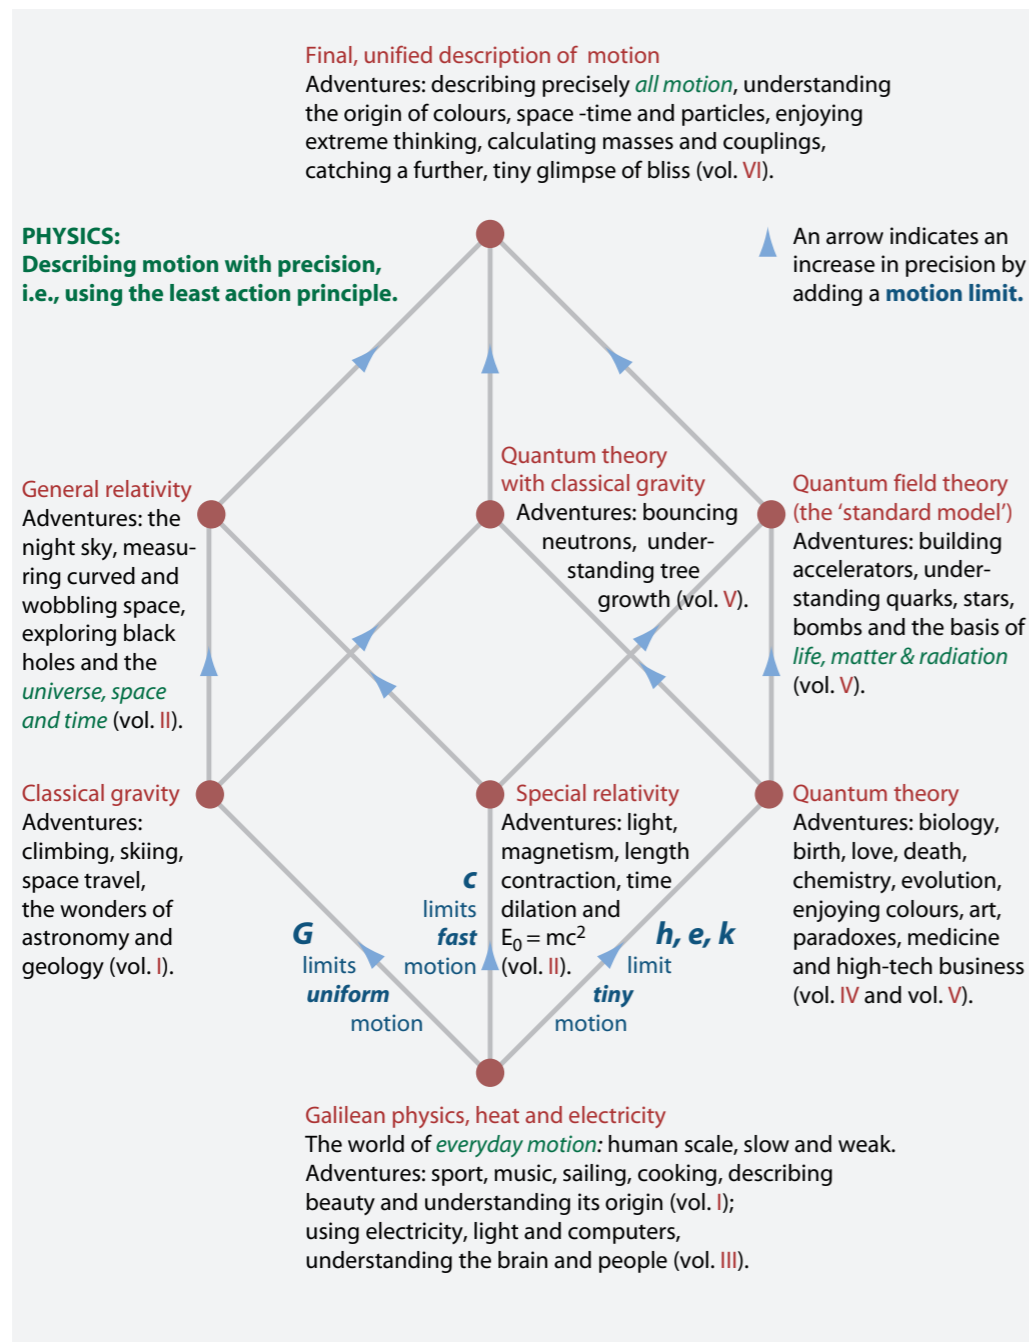 Final, unified description of motion
Adventures: describing precisely all motion, understanding
the origin of colours, space -time and particles, enjoying
extreme thinking, calculating masses and couplings,
catching a further, tiny glimpse of bliss (vol. VI).
PHYSICS:
Describing motion with precision,
i.e., using the least action principle.
An arrow indicates an
increase in precision by
adding a motion limit.
General relativity
Adventures: the
night sky, measu-
ring curved and
wobbling space,
exploring black
holes and the
universe, space
and time (vol. II).
Quantum theory
with classical gravity
Adventures: bouncing
neutrons, under-
standing tree
growth (vol. V).
Quantum field theory
(the ‘standard model’)
Adventures: building
accelerators, under-
standing quarks, stars,
bombs and the basis of
life, matter & radiation
(vol. V).
Classical gravity
Adventures:
climbing, skiing,
space travel,
the wonders of
astronomy and
geology (vol. I).
Special relativity
Adventures: light,
magnetism, length
contraction, time
dilation and
E₀ = mc²
(vol. II).
Quantum theory
Adventures: biology,
birth, love, death,
chemistry, evolution,
enjoying colours, art,
paradoxes, medicine
and high-tech business
(vol. IV and vol. V).
G
limits
uniform
motion
c
limits
fast
motion
h, e, k
limit
tiny
motion
Galilean physics, heat and electricity
The world of everyday motion: human scale, slow and weak.
Adventures: sport, music, sailing, cooking, describing
beauty and understanding its origin (vol. I);
using electricity, light and computers,
understanding the brain and people (vol. III).